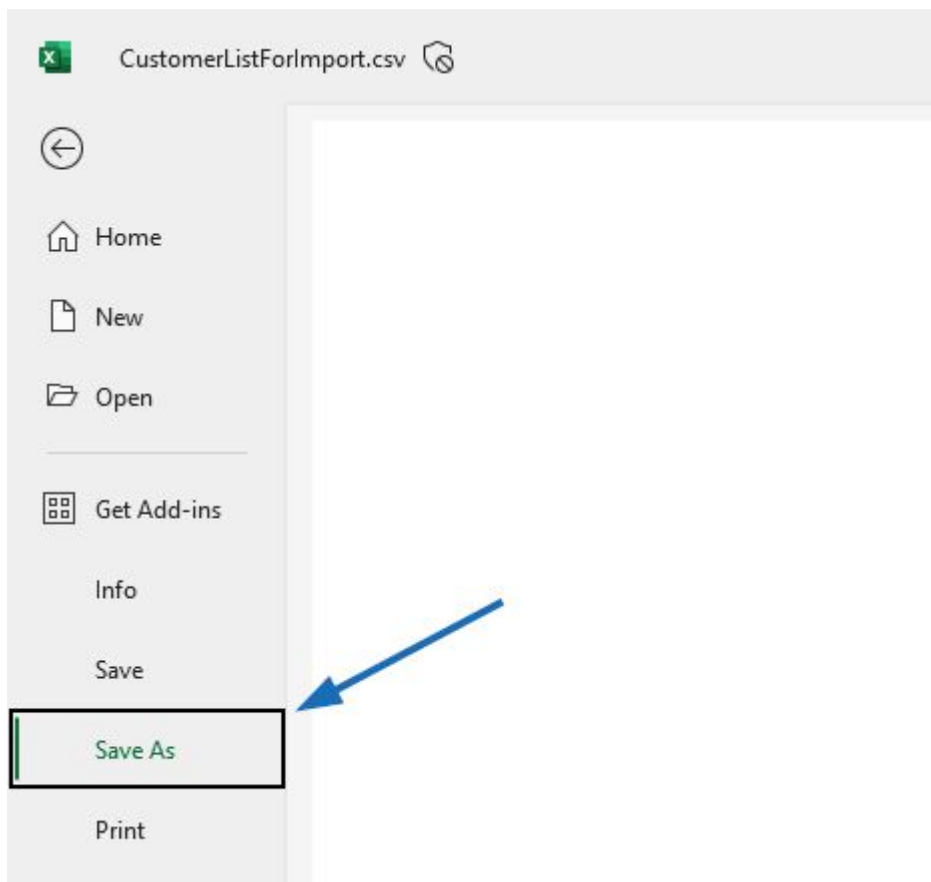 CustomerListForImport.csv
Home
New
Open
Get Add-ins
Info
Save
Save As
Print